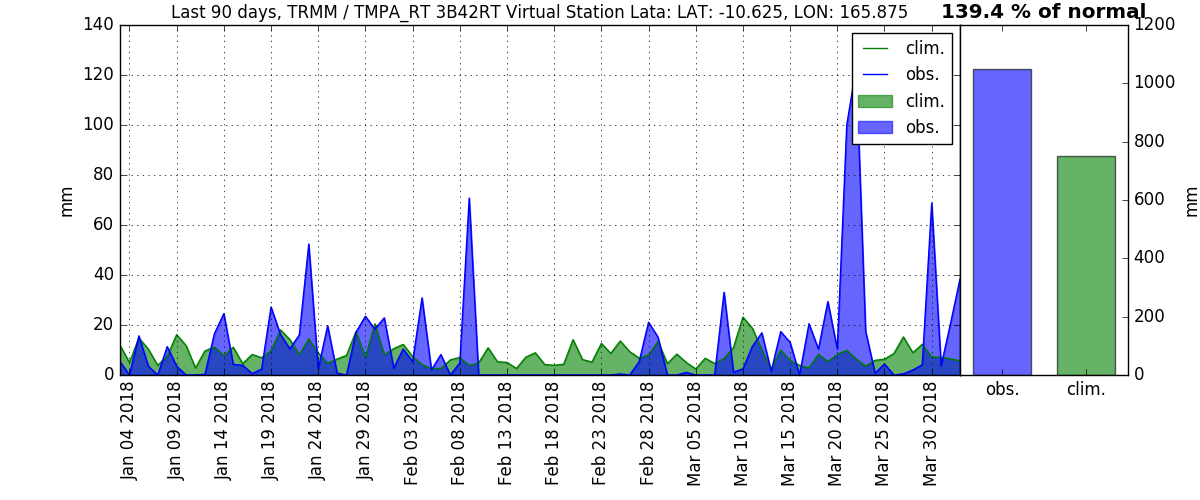 Last 90 days, TRMM / TMPA_RT 3B42RT Virtual Station Lata: LAT: -10.625, LON: 165.875
139.4 % of normal
140
120
100
80
60
40
20
0
mm
clim.
obs.
clim.
obs.
1200
1000
800
600
400
200
0
mm
Jan 04 2018
Jan 09 2018
Jan 14 2018
Jan 19 2018
Jan 24 2018
Jan 29 2018
Feb 03 2018
Feb 08 2018
Feb 13 2018
Feb 18 2018
Feb 23 2018
Feb 28 2018
Mar 05 2018
Mar 10 2018
Mar 15 2018
Mar 20 2018
Mar 25 2018
Mar 30 2018
obs.
clim.